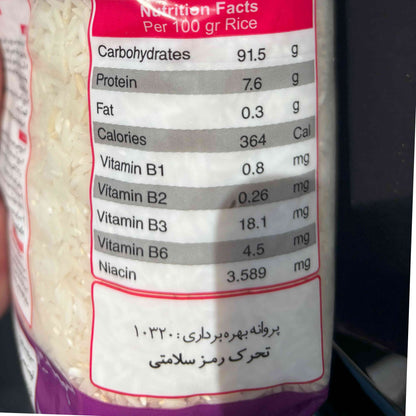 Nutrition Facts
Per 100 gr Rice
Carbohydrates 91.5 g
Protein 7.6 g
Fat 0.3 g
Calories 364 Cal
Vitamin B1 0.8 mg
Vitamin B2 0.26 mg
Vitamin B3 18.1 mg
Vitamin B6 4.5 mg
Niacin 3.589 mg
پروانه بهره برداری : ۱۰۳۲۰
تحرک رمز سلامتی